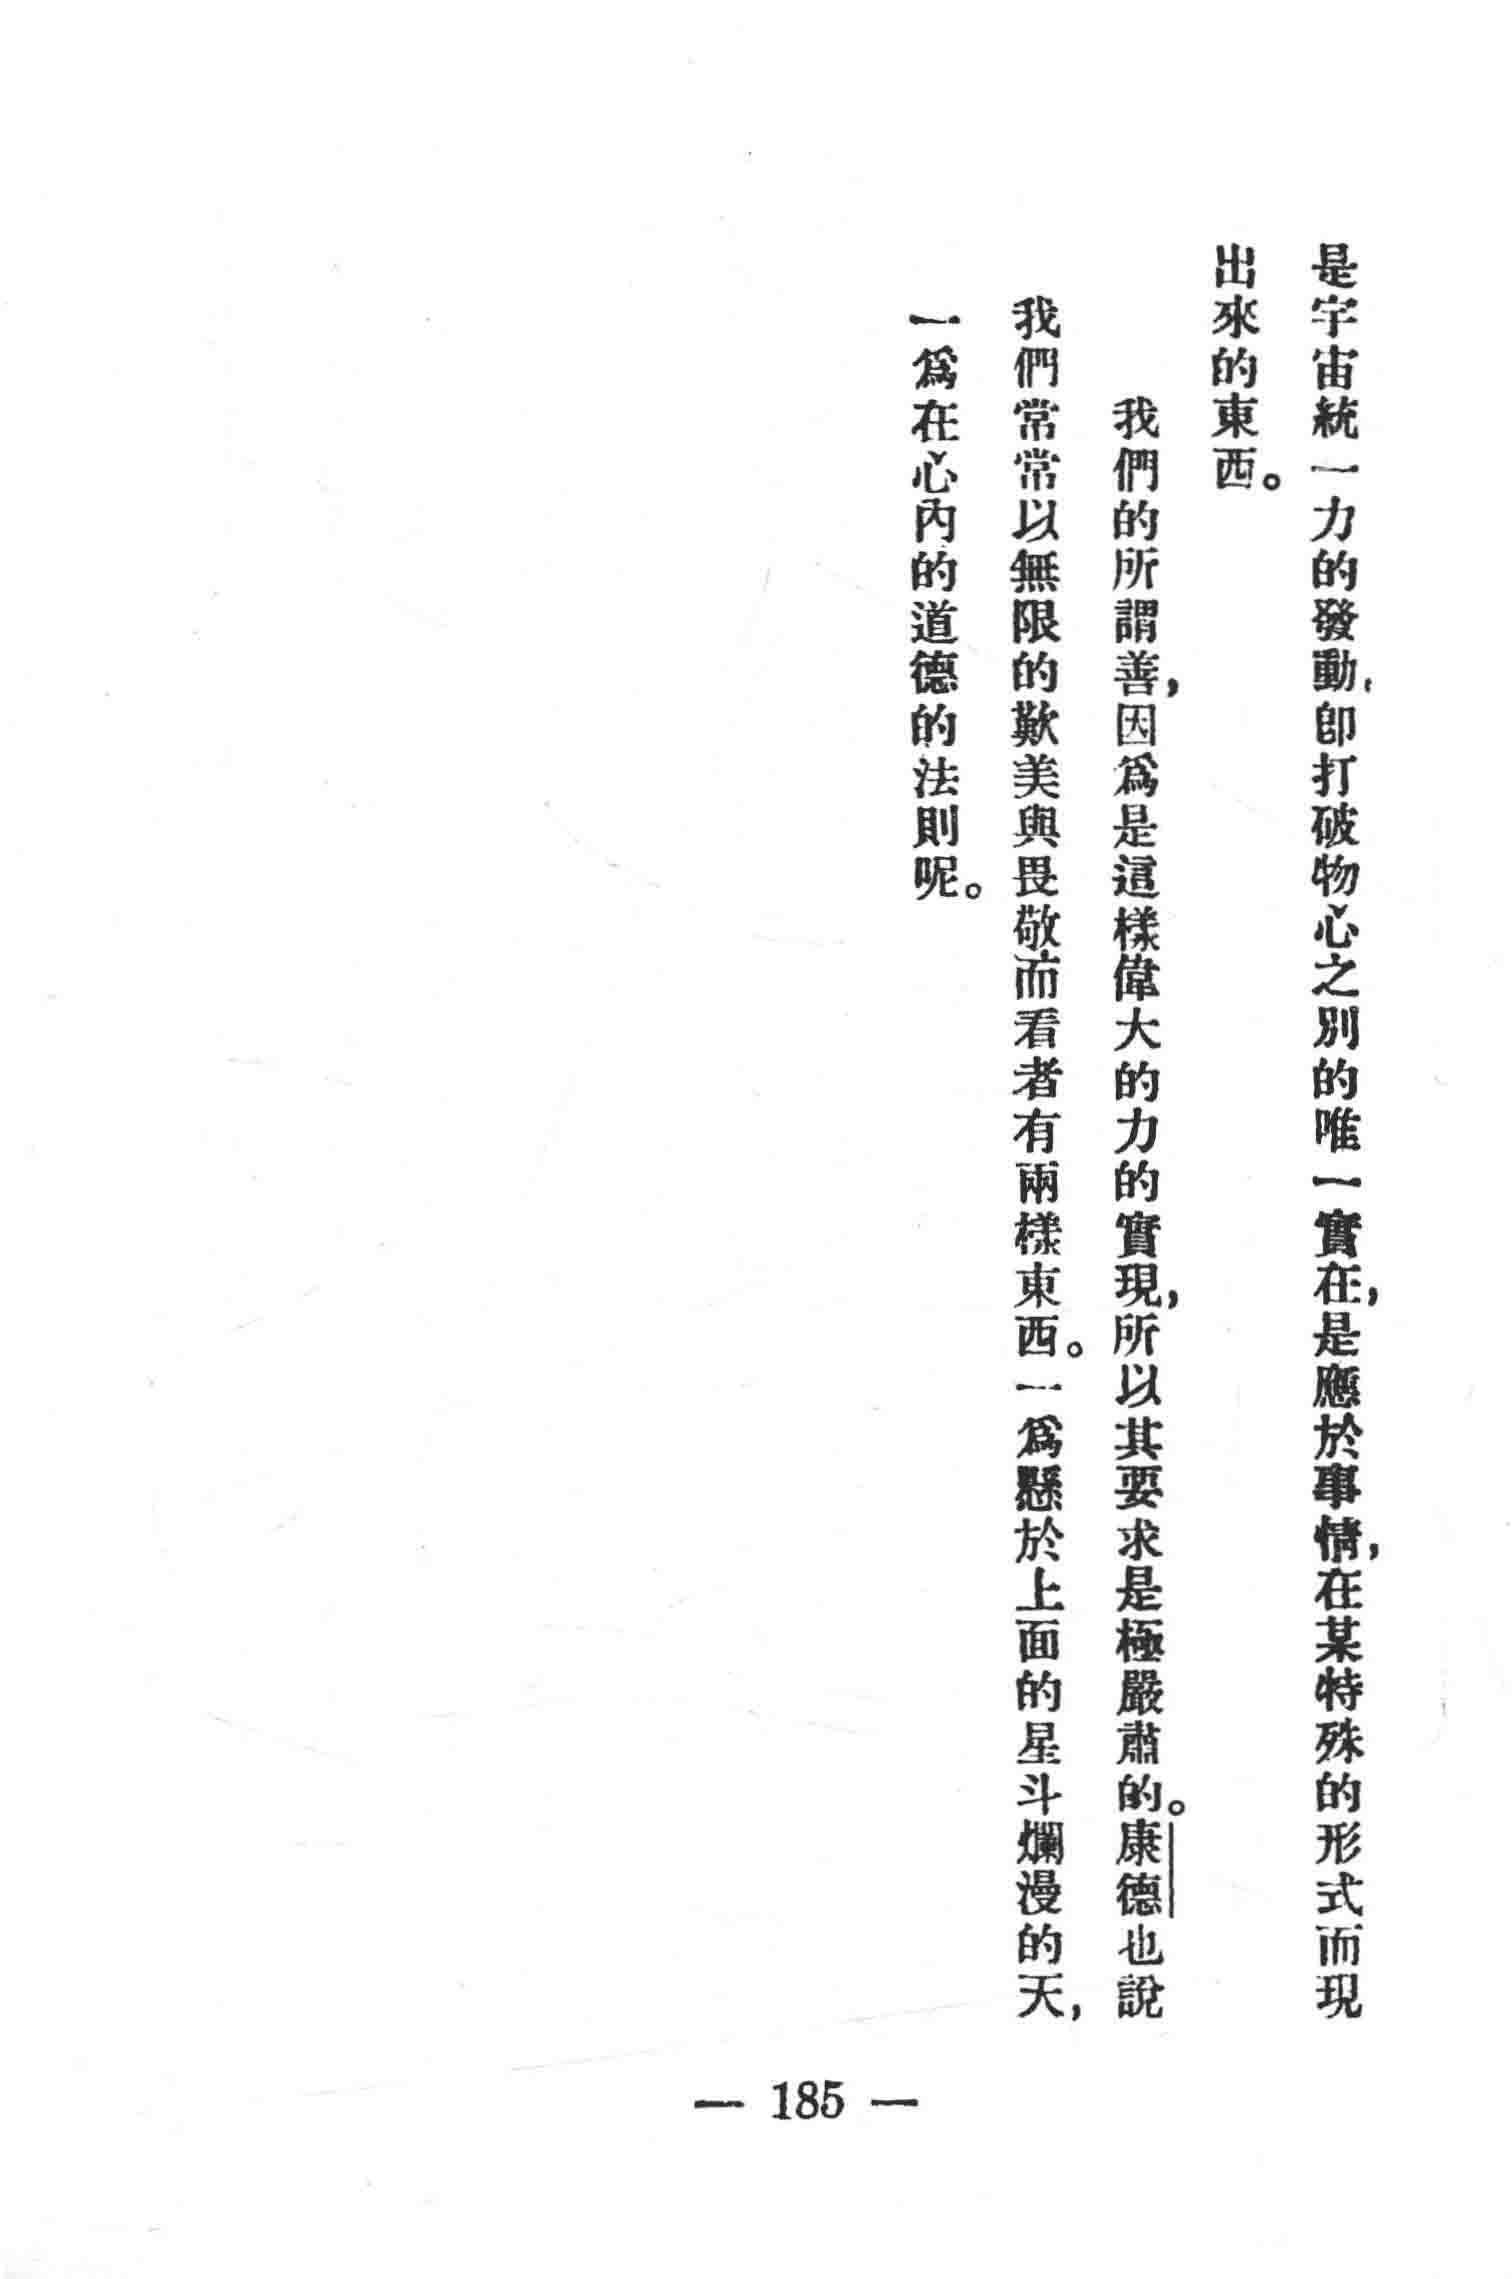 是宇宙統一力的發動，卽打破物心之別的唯一實在，是應於事情，在某特殊的形式而現
出來的東西。
我們的所謂善，因爲是這樣偉大的力的實現，所以其要求是極嚴肅的。康德也說
我們常常以無限的歎美與畏敬而看者有兩樣東西。一爲懸於上面的星斗爛漫的天，
一爲在心內的道德的法則呢。
— 185 —